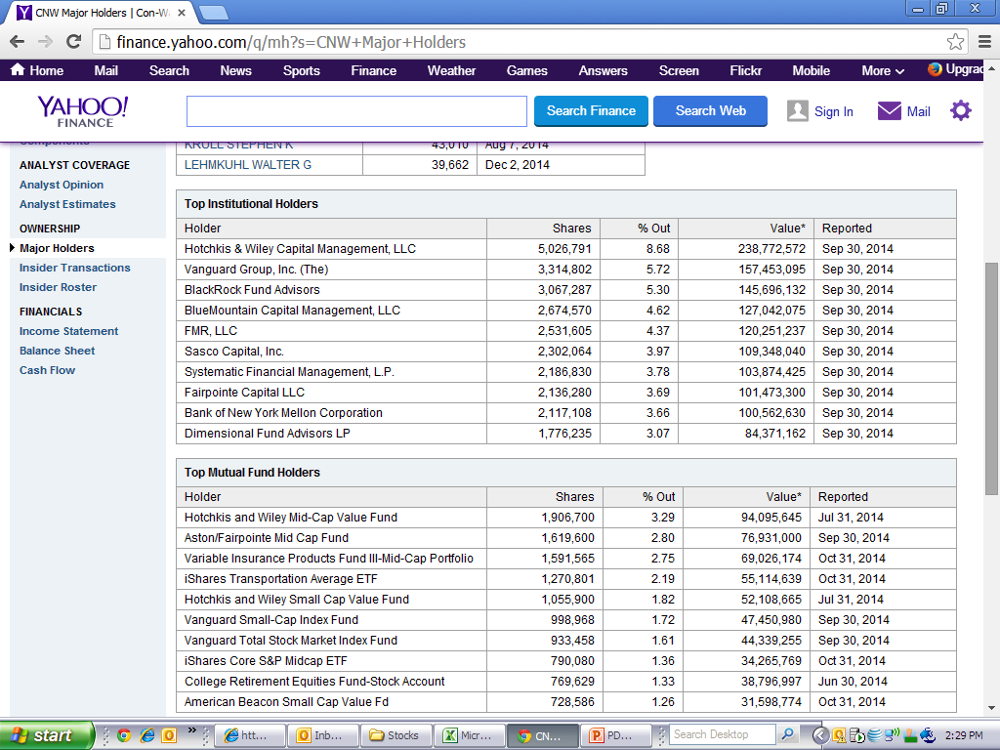 CNW Major Holders | Con-W
finance.yahoo.com/q/mh?s=CNW+Major+Holders
Home Mail Search News Sports Finance Weather Games Answers Screen Flickr Mobile More Upgrad
YAHOO! FINANCE Search Finance Search Web Sign In Mail
Components
ANALYST COVERAGE
Analyst Opinion
Analyst Estimates
OWNERSHIP
Major Holders
Insider Transactions
Insider Roster
FINANCIALS
Income Statement
Balance Sheet
Cash Flow
KRULL STEPHEN K 43,010 Aug 7, 2014
LEHMKUHL WALTER G 39,662 Dec 2, 2014
Top Institutional Holders
Holder Shares % Out Value* Reported
Hotchkis & Wiley Capital Management, LLC 5,026,791 8.68 238,772,572 Sep 30, 2014
Vanguard Group, Inc. (The) 3,314,802 5.72 157,453,095 Sep 30, 2014
BlackRock Fund Advisors 3,067,287 5.30 145,696,132 Sep 30, 2014
BlueMountain Capital Management, LLC 2,674,570 4.62 127,042,075 Sep 30, 2014
FMR, LLC 2,531,605 4.37 120,251,237 Sep 30, 2014
Sasco Capital, Inc. 2,302,064 3.97 109,348,040 Sep 30, 2014
Systematic Financial Management, L.P. 2,186,830 3.78 103,874,425 Sep 30, 2014
Fairpointe Capital LLC 2,136,280 3.69 101,473,300 Sep 30, 2014
Bank of New York Mellon Corporation 2,117,108 3.66 100,562,630 Sep 30, 2014
Dimensional Fund Advisors LP 1,776,235 3.07 84,371,162 Sep 30, 2014
Top Mutual Fund Holders
Holder Shares % Out Value* Reported
Hotchkis and Wiley Mid-Cap Value Fund 1,906,700 3.29 94,095,645 Jul 31, 2014
Aston/Fairpointe Mid Cap Fund 1,619,600 2.80 76,931,000 Sep 30, 2014
Variable Insurance Products Fund III-Mid-Cap Portfolio 1,591,565 2.75 69,026,174 Oct 31, 2014
iShares Transportation Average ETF 1,270,801 2.19 55,114,639 Oct 31, 2014
Hotchkis and Wiley Small Cap Value Fund 1,055,900 1.82 52,108,665 Jul 31, 2014
Vanguard Small-Cap Index Fund 998,968 1.72 47,450,980 Sep 30, 2014
Vanguard Total Stock Market Index Fund 933,458 1.61 44,339,255 Sep 30, 2014
iShares Core S&P Midcap ETF 790,080 1.36 34,265,769 Oct 31, 2014
College Retirement Equities Fund-Stock Account 769,629 1.33 38,796,997 Jun 30, 2014
American Beacon Small Cap Value Fd 728,586 1.26 31,598,774 Oct 31, 2014
start htt... Inb... Stocks Micr... CN... PD... Search Desktop 2:29 PM